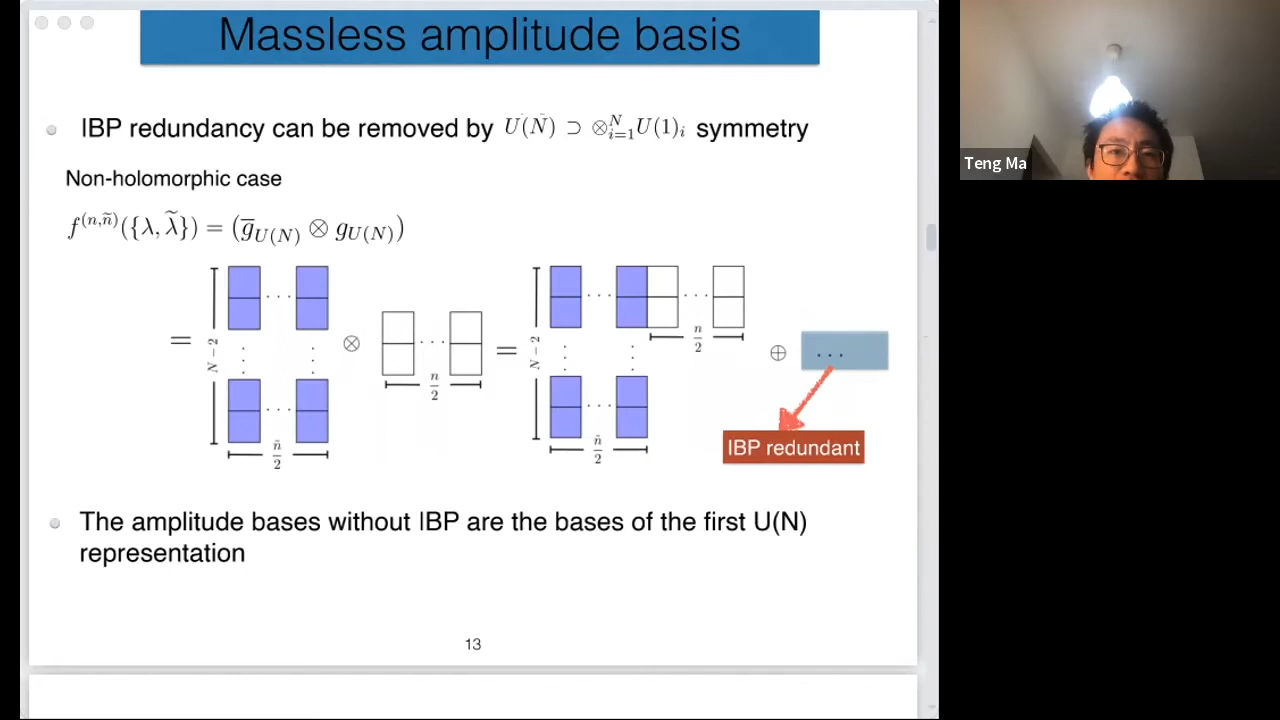 Massless amplitude basis
IBP redundancy can be removed by U(N) ⊃ ⊗_{i=1}^{N} U(1)_i symmetry
Teng Ma
Non-holomorphic case
f^{(n,ñ)}({λ, λ̃}) = (g̅_{U(N)} ⊗ g_{U(N)})
= N − 2 ··· ⋮ ⋮ ñ/2 ⊗ ··· n/2 = N − 2 ··· ··· n/2 ⋮ ⋮ ··· ñ/2 ⊕ ...
IBP redundant
The amplitude bases without IBP are the bases of the first U(N)
representation
13